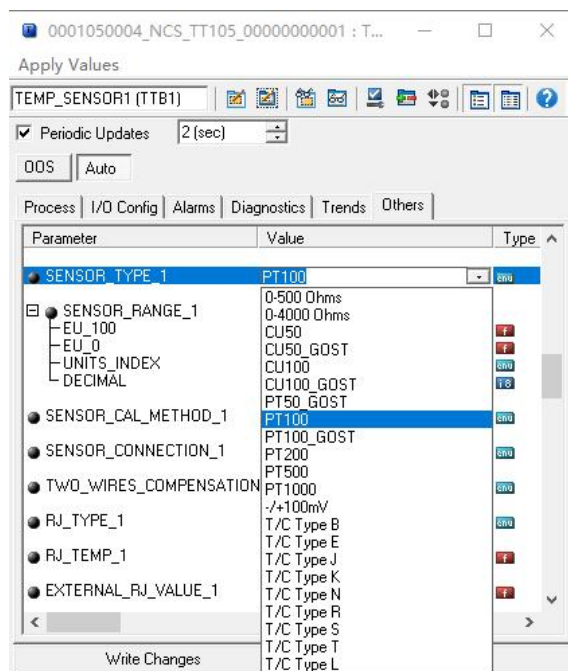 0001050004_NCS_TT105_00000000001 : T...
Apply Values
TEMP_SENSOR1 (TTB1)
Periodic Updates 2 (sec)
OOS Auto
Process I/O Config Alarms Diagnostics Trends Others
Parameter Value Type
SENSOR_TYPE_1 PT100 enu
0-500 Ohms
SENSOR_RANGE_1 0-4000 Ohms
EU_100 CU50 f
EU_0 CU50_GOST f
UNITS_INDEX CU100 enu
DECIMAL CU100_GOST i8
PT50_GOST
SENSOR_CAL_METHOD_1 PT100 enu
PT100_GOST
SENSOR_CONNECTION_1 PT200 enu
PT500
TWO_WIRES_COMPENSATION PT1000 enu
-/+100mV
RJ_TYPE_1 T/C Type B enu
T/C Type E
RJ_TEMP_1 T/C Type J f
T/C Type K
EXTERNAL_RJ_VALUE_1 T/C Type N f
T/C Type R
T/C Type S
T/C Type T
Write Changes T/C Type L